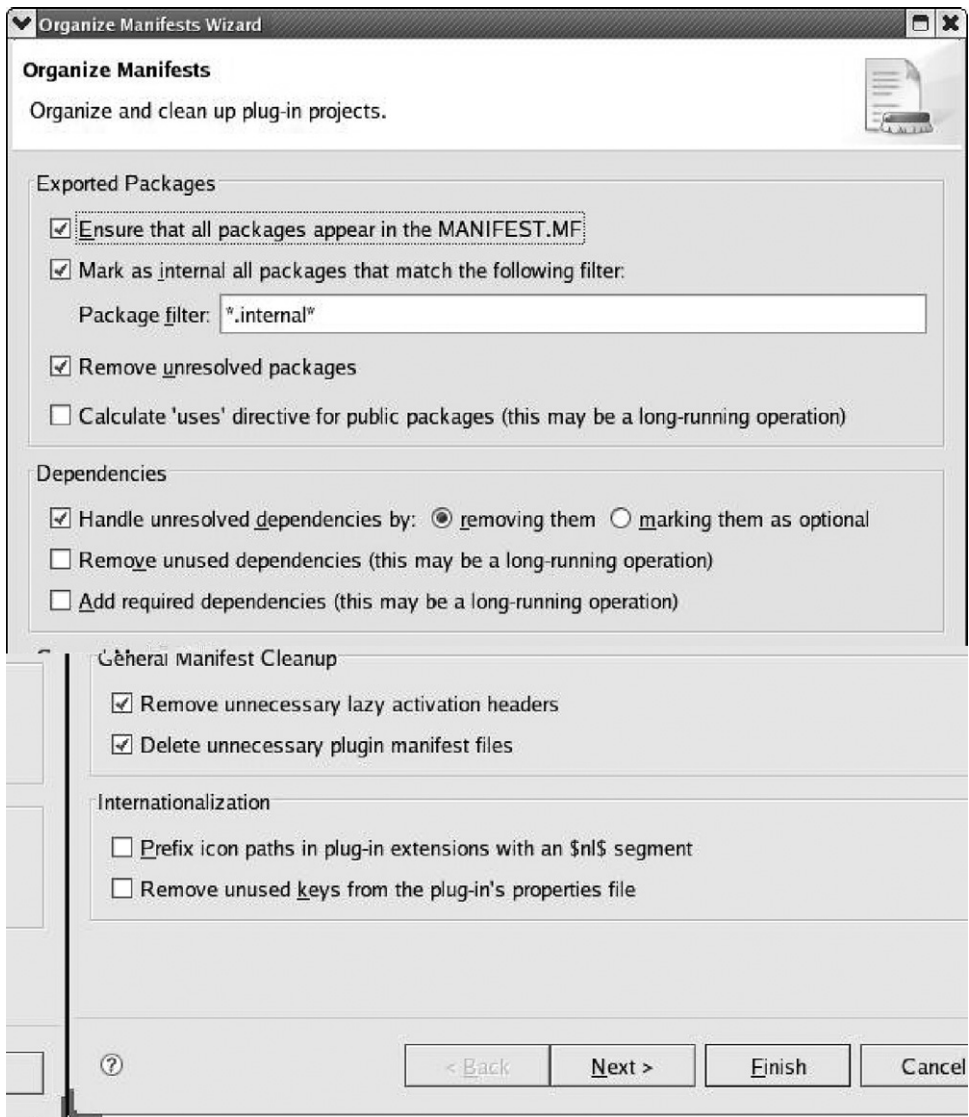 Organize Manifests Wizard
Organize Manifests
Organize and clean up plug-in projects.
Exported Packages
Ensure that all packages appear in the MANIFEST.MF
Mark as internal all packages that match the following filter:
Package filter: *.internal*
Remove unresolved packages
Calculate 'uses' directive for public packages (this may be a long-running operation)
Dependencies
Handle unresolved dependencies by: removing them marking them as optional
Remove unused dependencies (this may be a long-running operation)
Add required dependencies (this may be a long-running operation)
General Manifest Cleanup
Remove unnecessary lazy activation headers
Delete unnecessary plugin manifest files
Internationalization
Prefix icon paths in plug-in extensions with an $nl$ segment
Remove unused keys from the plug-in's properties file
? < Back Next > Finish Cancel